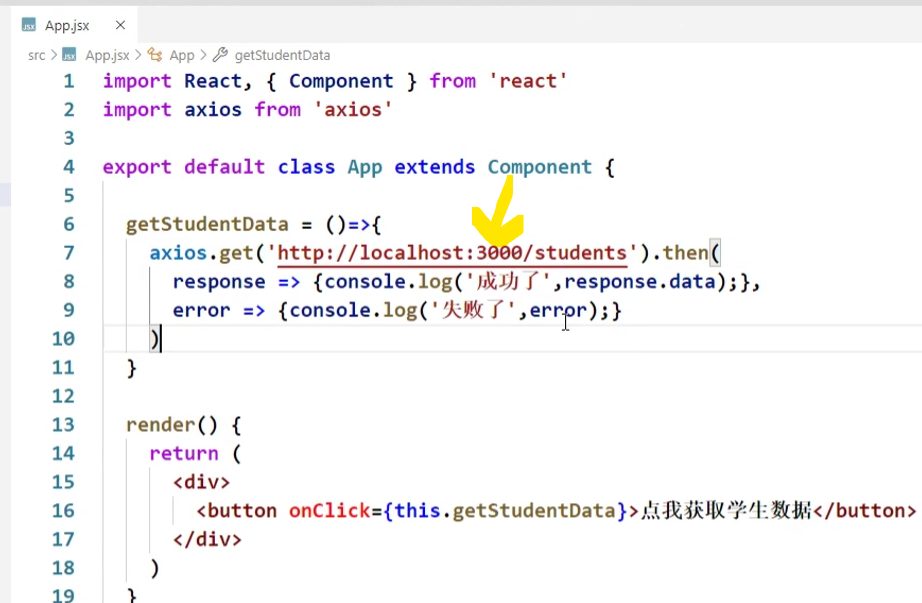 App.jsx ×
src > App.jsx > App > getStudentData
1 import React, { Component } from 'react'
2 import axios from 'axios'
3
4 export default class App extends Component {
5
6 getStudentData = ()=>{
7 axios.get('http://localhost:3000/students').then(
8 response => {console.log('成功了',response.data);},
9 error => {console.log('失败了',error);}
10 )
11 }
12
13 render() {
14 return (
15 <div>
16 <button onClick={this.getStudentData}>点我获取学生数据</button>
17 </div>
18 )
19 }